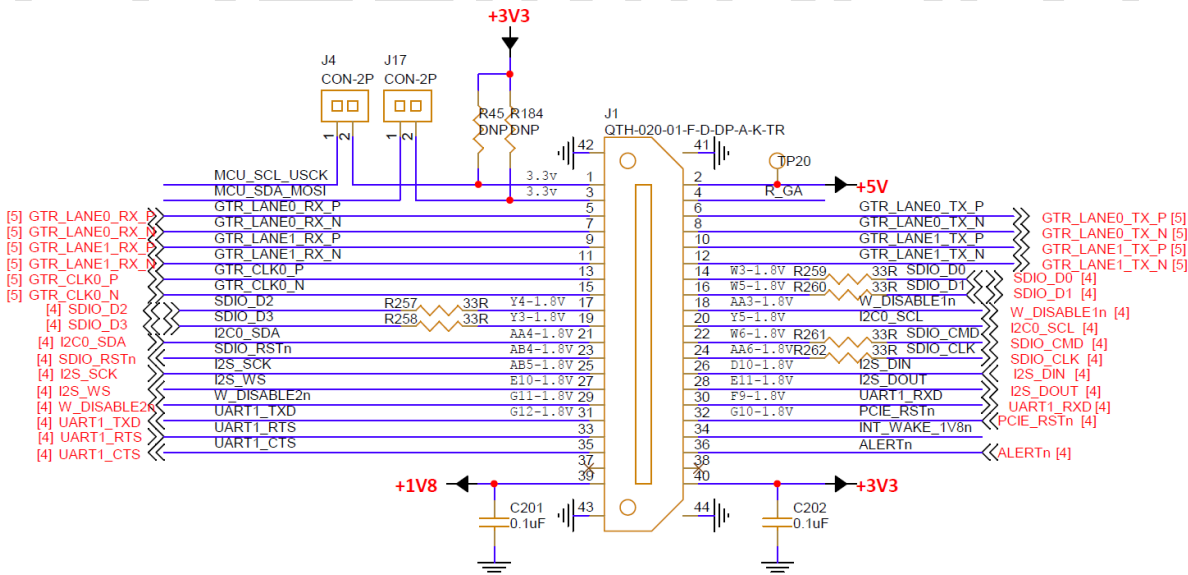 +3V3
J4 J17
CON-2P CON-2P
R45 R184
DNP DNP
J1
QTH-020-01-F-D-DP-A-K-TR
1 2 1 2
42 41
TP20
MCU_SCL_USCK 3.3v 1 2 +5V
MCU_SDA_MOSI 3.3v 3 4 R_GA
[5] GTR_LANE0_RX_P GTR_LANE0_RX_P 5 6 GTR_LANE0_TX_P GTR_LANE0_TX_P [5]
[5] GTR_LANE0_RX_N GTR_LANE0_RX_N 7 8 GTR_LANE0_TX_N GTR_LANE0_TX_N [5]
[5] GTR_LANE1_RX_P GTR_LANE1_RX_P 9 10 GTR_LANE1_TX_P GTR_LANE1_TX_P [5]
[5] GTR_LANE1_RX_N GTR_LANE1_RX_N 11 12 GTR_LANE1_TX_N GTR_LANE1_TX_N [5]
[5] GTR_CLK0_P GTR_CLK0_P 13 14 W3-1.8V R259 33R SDIO_D0 SDIO_D0 [4]
[5] GTR_CLK0_N GTR_CLK0_N 15 16 W5-1.8V R260 33R SDIO_D1 SDIO_D1 [4]
[4] SDIO_D2 SDIO_D2 R257 33R Y4-1.8V 17 18 AA3-1.8V W_DISABLE1n W_DISABLE1n [4]
[4] SDIO_D3 SDIO_D3 R258 33R Y3-1.8V 19 20 Y5-1.8V I2C0_SCL I2C0_SCL [4]
[4] I2C0_SDA I2C0_SDA AA4-1.8V 21 22 W6-1.8V R261 33R SDIO_CMD SDIO_CMD [4]
[4] SDIO_RSTn SDIO_RSTn AB4-1.8V 23 24 AA6-1.8V R262 33R SDIO_CLK SDIO_CLK [4]
[4] I2S_SCK I2S_SCK AB5-1.8V 25 26 D10-1.8V I2S_DIN I2S_DIN [4]
[4] I2S_WS I2S_WS E10-1.8V 27 28 E11-1.8V I2S_DOUT I2S_DOUT [4]
[4] W_DISABLE2n W_DISABLE2n G11-1.8V 29 30 F9-1.8V UART1_RXD UART1_RXD [4]
[4] UART1_TXD UART1_TXD G12-1.8V 31 32 G10-1.8V PCIE_RSTn PCIE_RSTn [4]
[4] UART1_RTS UART1_RTS 33 34 INT_WAKE_1V8n
[4] UART1_CTS UART1_CTS 35 36 ALERTn ALERTn [4]
37 38
+1V8 39 40 +3V3
C201 43 44 C202
0.1uF 0.1uF